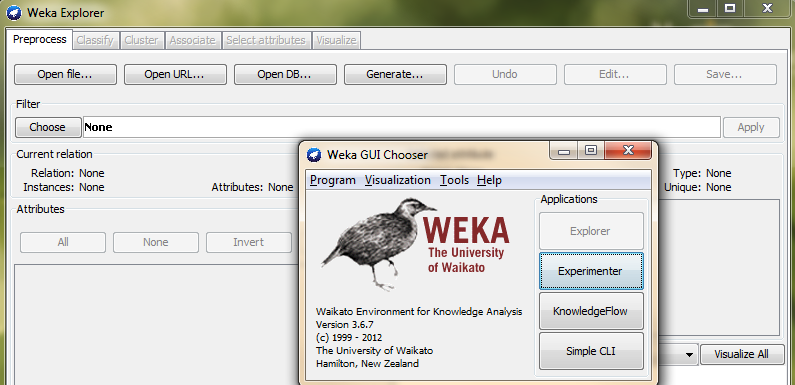 Weka Explorer
Preprocess Classify Cluster Associate Select attributes Visualize
Open file... Open URL... Open DB... Generate... Undo Edit... Save...
Filter
Choose None Apply
Current relation
Relation: None
Instances: None Attributes: None
Type: None
Unique: None
Attributes
All None Invert
Visualize All
Weka GUI Chooser
Program Visualization Tools Help
WEKA
The University
of Waikato
Waikato Environment for Knowledge Analysis
Version 3.6.7
(c) 1999 - 2012
The University of Waikato
Hamilton, New Zealand
Applications
Explorer
Experimenter
KnowledgeFlow
Simple CLI